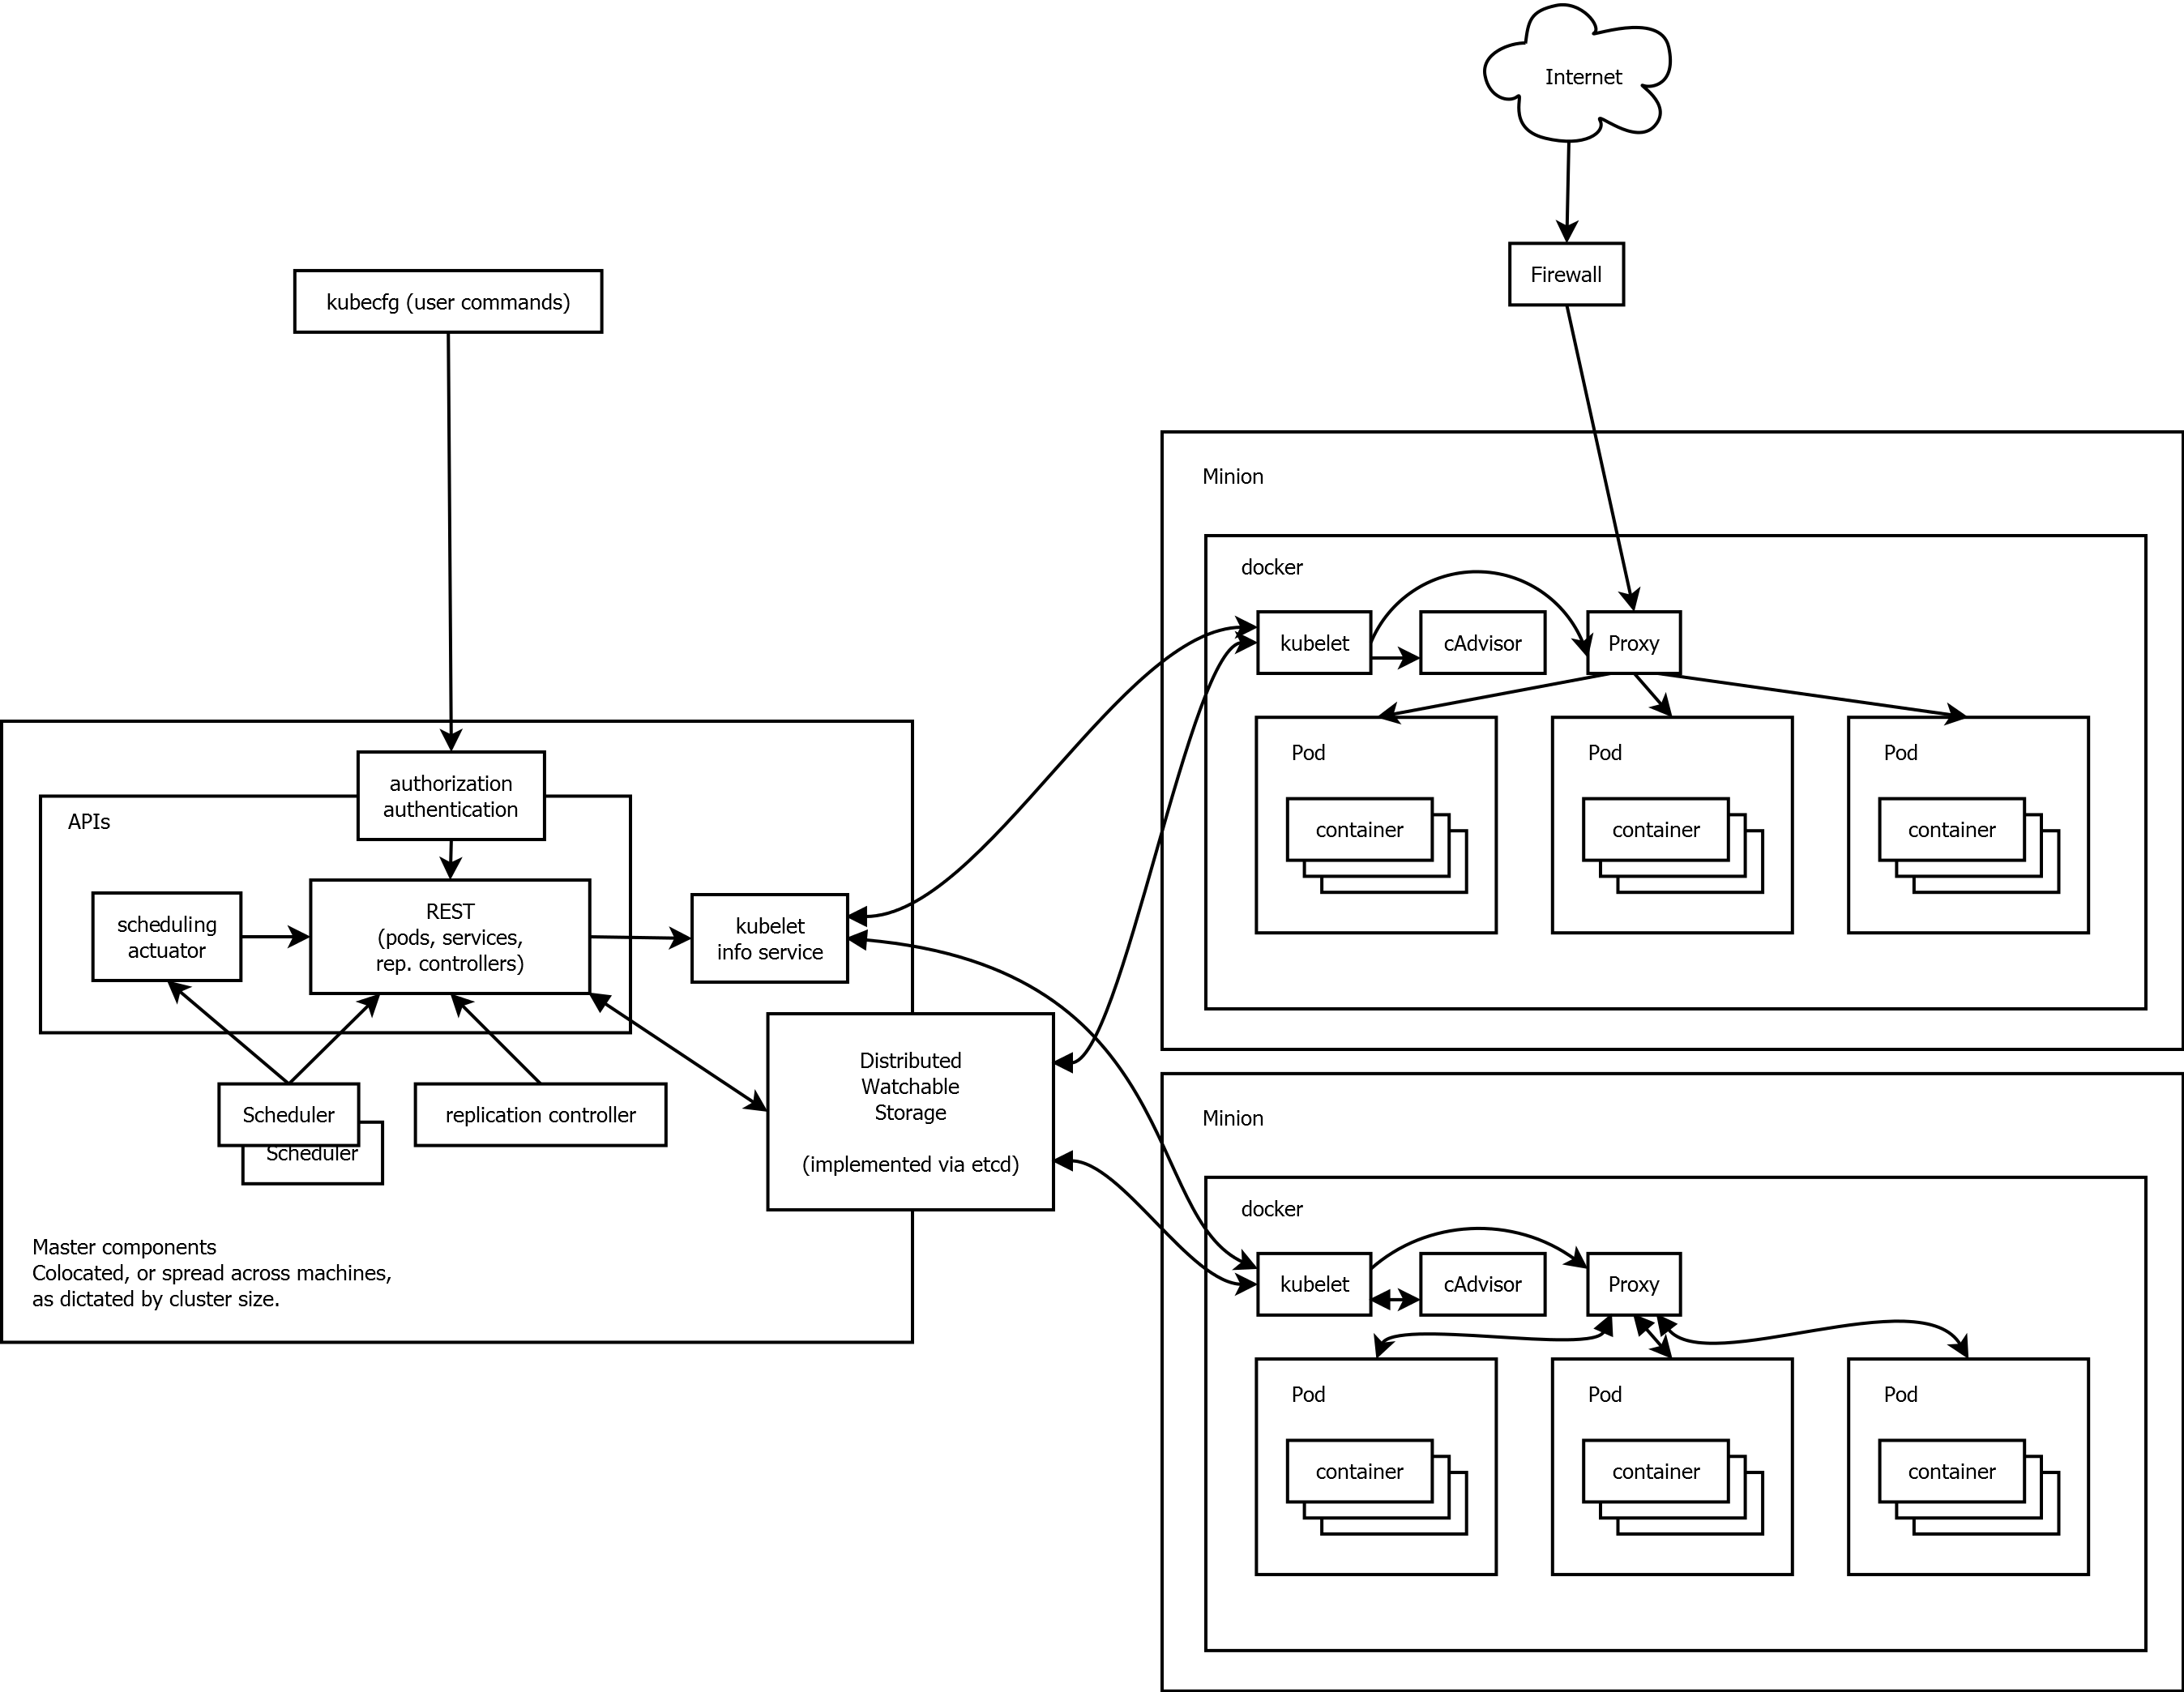 Internet
Firewall
kubecfg (user commands)
Minion
docker
kubelet
cAdvisor
Proxy
Pod
container
Pod
container
Pod
container
authorization
authentication
APIs
scheduling
actuator
REST
(pods, services,
rep. controllers)
kubelet
info service
Distributed
Watchable
Storage
(implemented via etcd)
Scheduler
Scheduler
replication controller
Master components
Colocated, or spread across machines,
as dictated by cluster size.
Minion
docker
kubelet
cAdvisor
Proxy
Pod
container
Pod
container
Pod
container